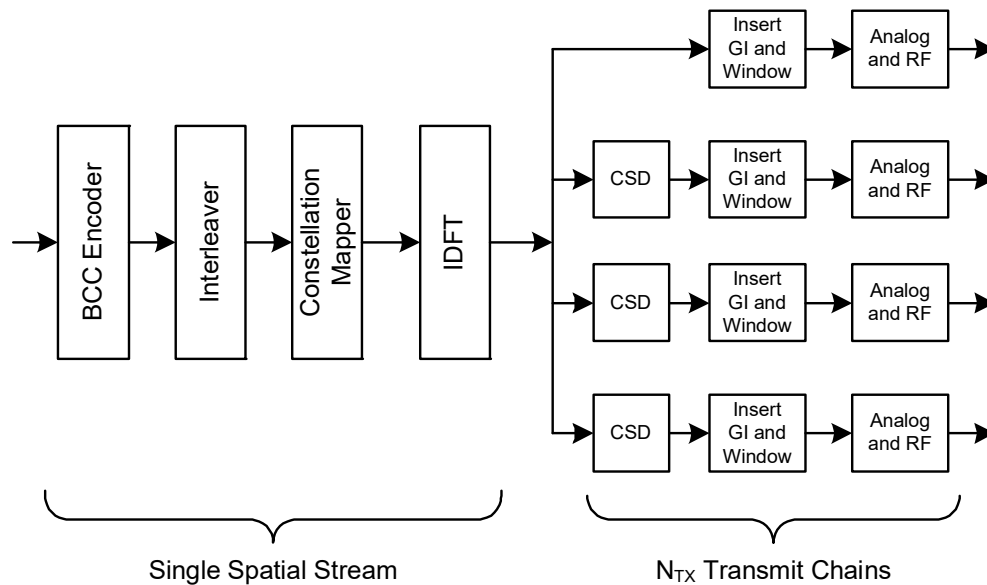 Insert
GI and
Window
Analog
and RF
BCC Encoder
Interleaver
Constellation
Mapper
IDFT
CSD
Insert
GI and
Window
Analog
and RF
CSD
Insert
GI and
Window
Analog
and RF
CSD
Insert
GI and
Window
Analog
and RF
Single Spatial Stream
NTX Transmit Chains